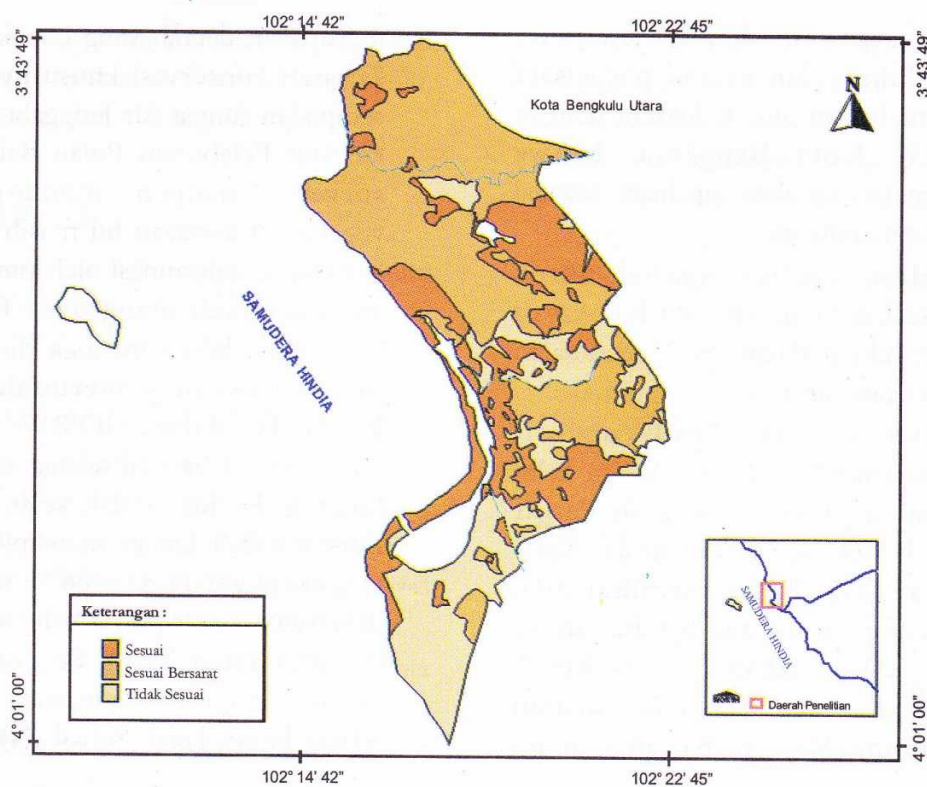 102° 14' 42"
102° 22' 45"
3° 43' 49"
3° 43' 49"
Kota Bengkulu Utara
N
SAMUDERA HINDIA
Keterangan :
Sesuai
Sesuai Bersarat
Tidak Sesuai
SAMUDERA HINDIA
Daerah Penelitian
4° 01' 00"
4° 01' 00"
102° 14' 42"
102° 22' 45"